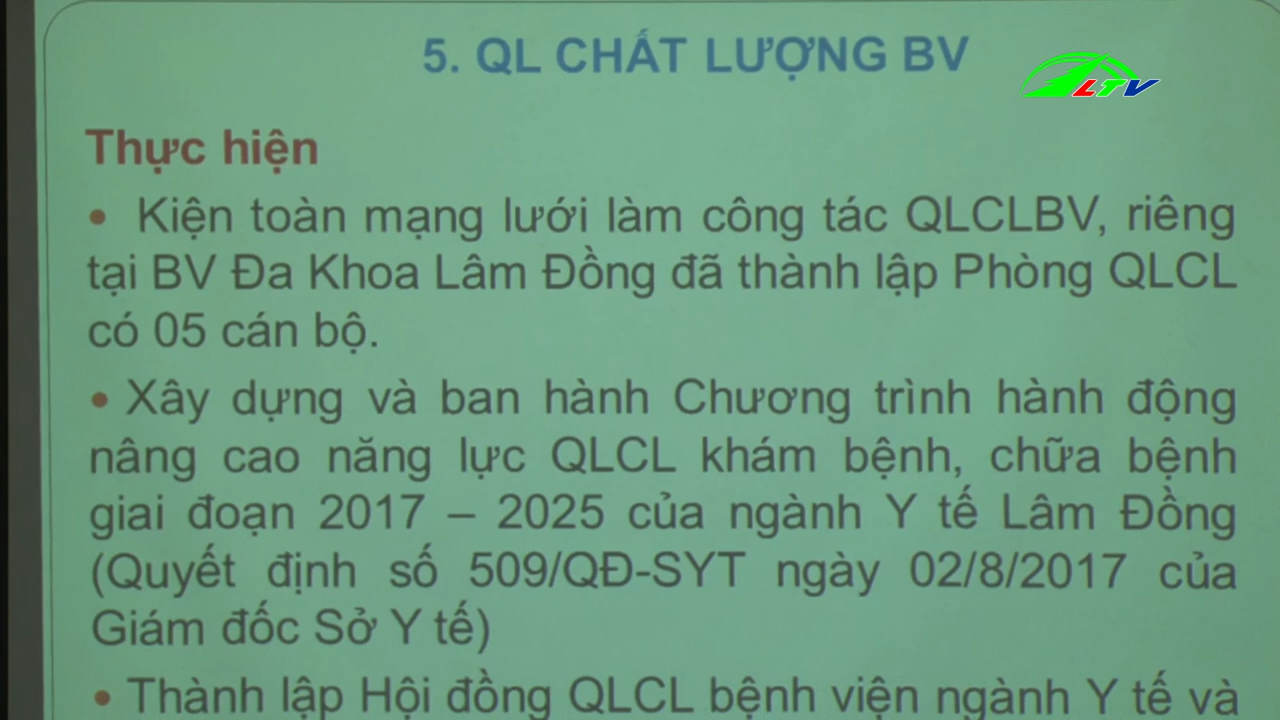 5. QL CHẤT LƯỢNG BV
LTV
Thực hiện
• Kiện toàn mạng lưới làm công tác QLCLBV, riêng
tại BV Đa Khoa Lâm Đồng đã thành lập Phòng QLCL
có 05 cán bộ.
• Xây dựng và ban hành Chương trình hành động
nâng cao năng lực QLCL khám bệnh, chữa bệnh
giai đoạn 2017 – 2025 của ngành Y tế Lâm Đồng
(Quyết định số 509/QĐ-SYT ngày 02/8/2017 của
Giám đốc Sở Y tế)
• Thành lập Hội đồng QLCL bệnh viện ngành Y tế và